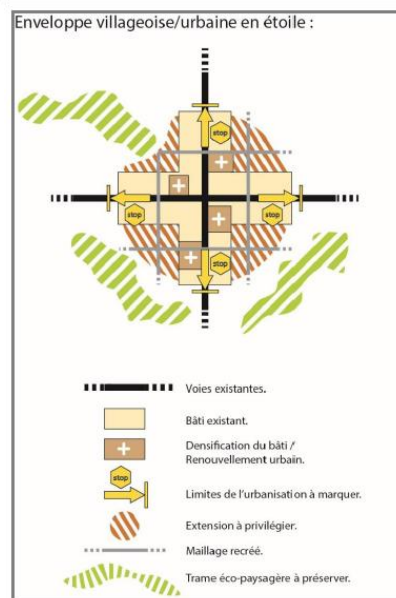 Enveloppe villageoise/urbaine en étoile :
stop
+
+
stop
stop
+
+
stop
Voies existantes.
Bâti existant.
+
Densification du bâti /
Renouvellement urbain.
stop
Limites de l'urbanisation à marquer.
Extension à privilégier.
Maillage recréé.
Trame éco-paysagère à préserver.